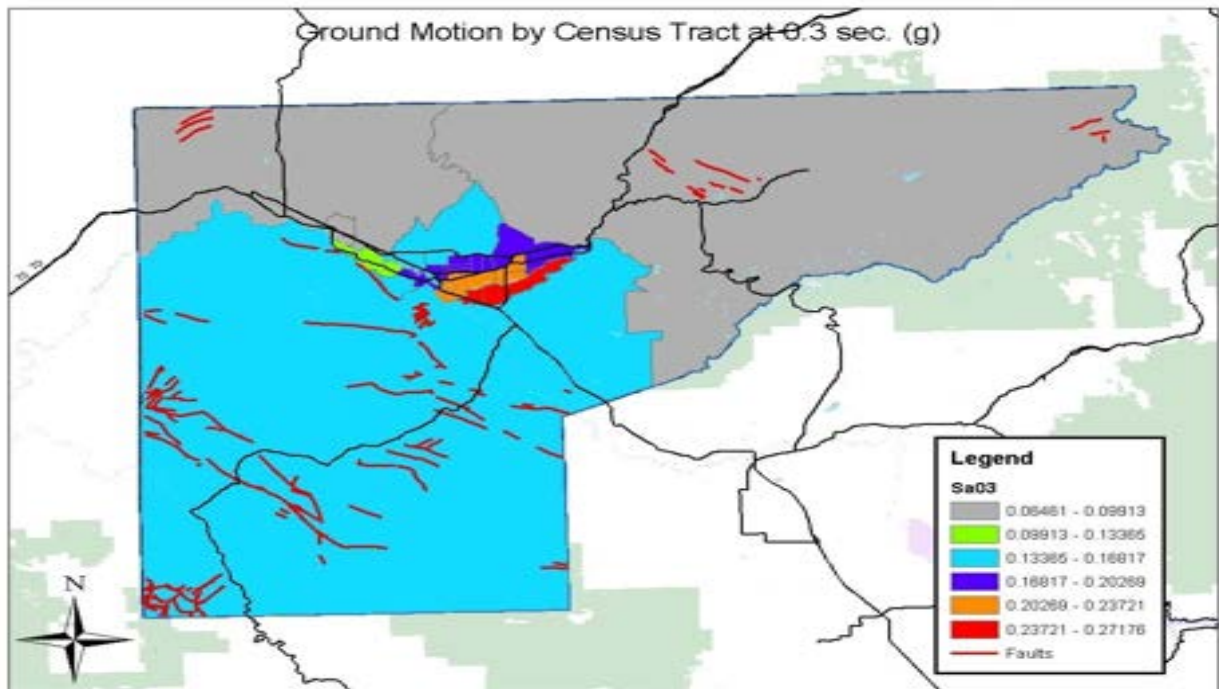 Ground Motion by Census Tract at 0.3 sec. (g)
N
Legend
Sa03
0.06461 - 0.09913
0.09913 - 0.13365
0.13365 - 0.16817
0.16817 - 0.20269
0.20269 - 0.23721
0.23721 - 0.27176
Faults